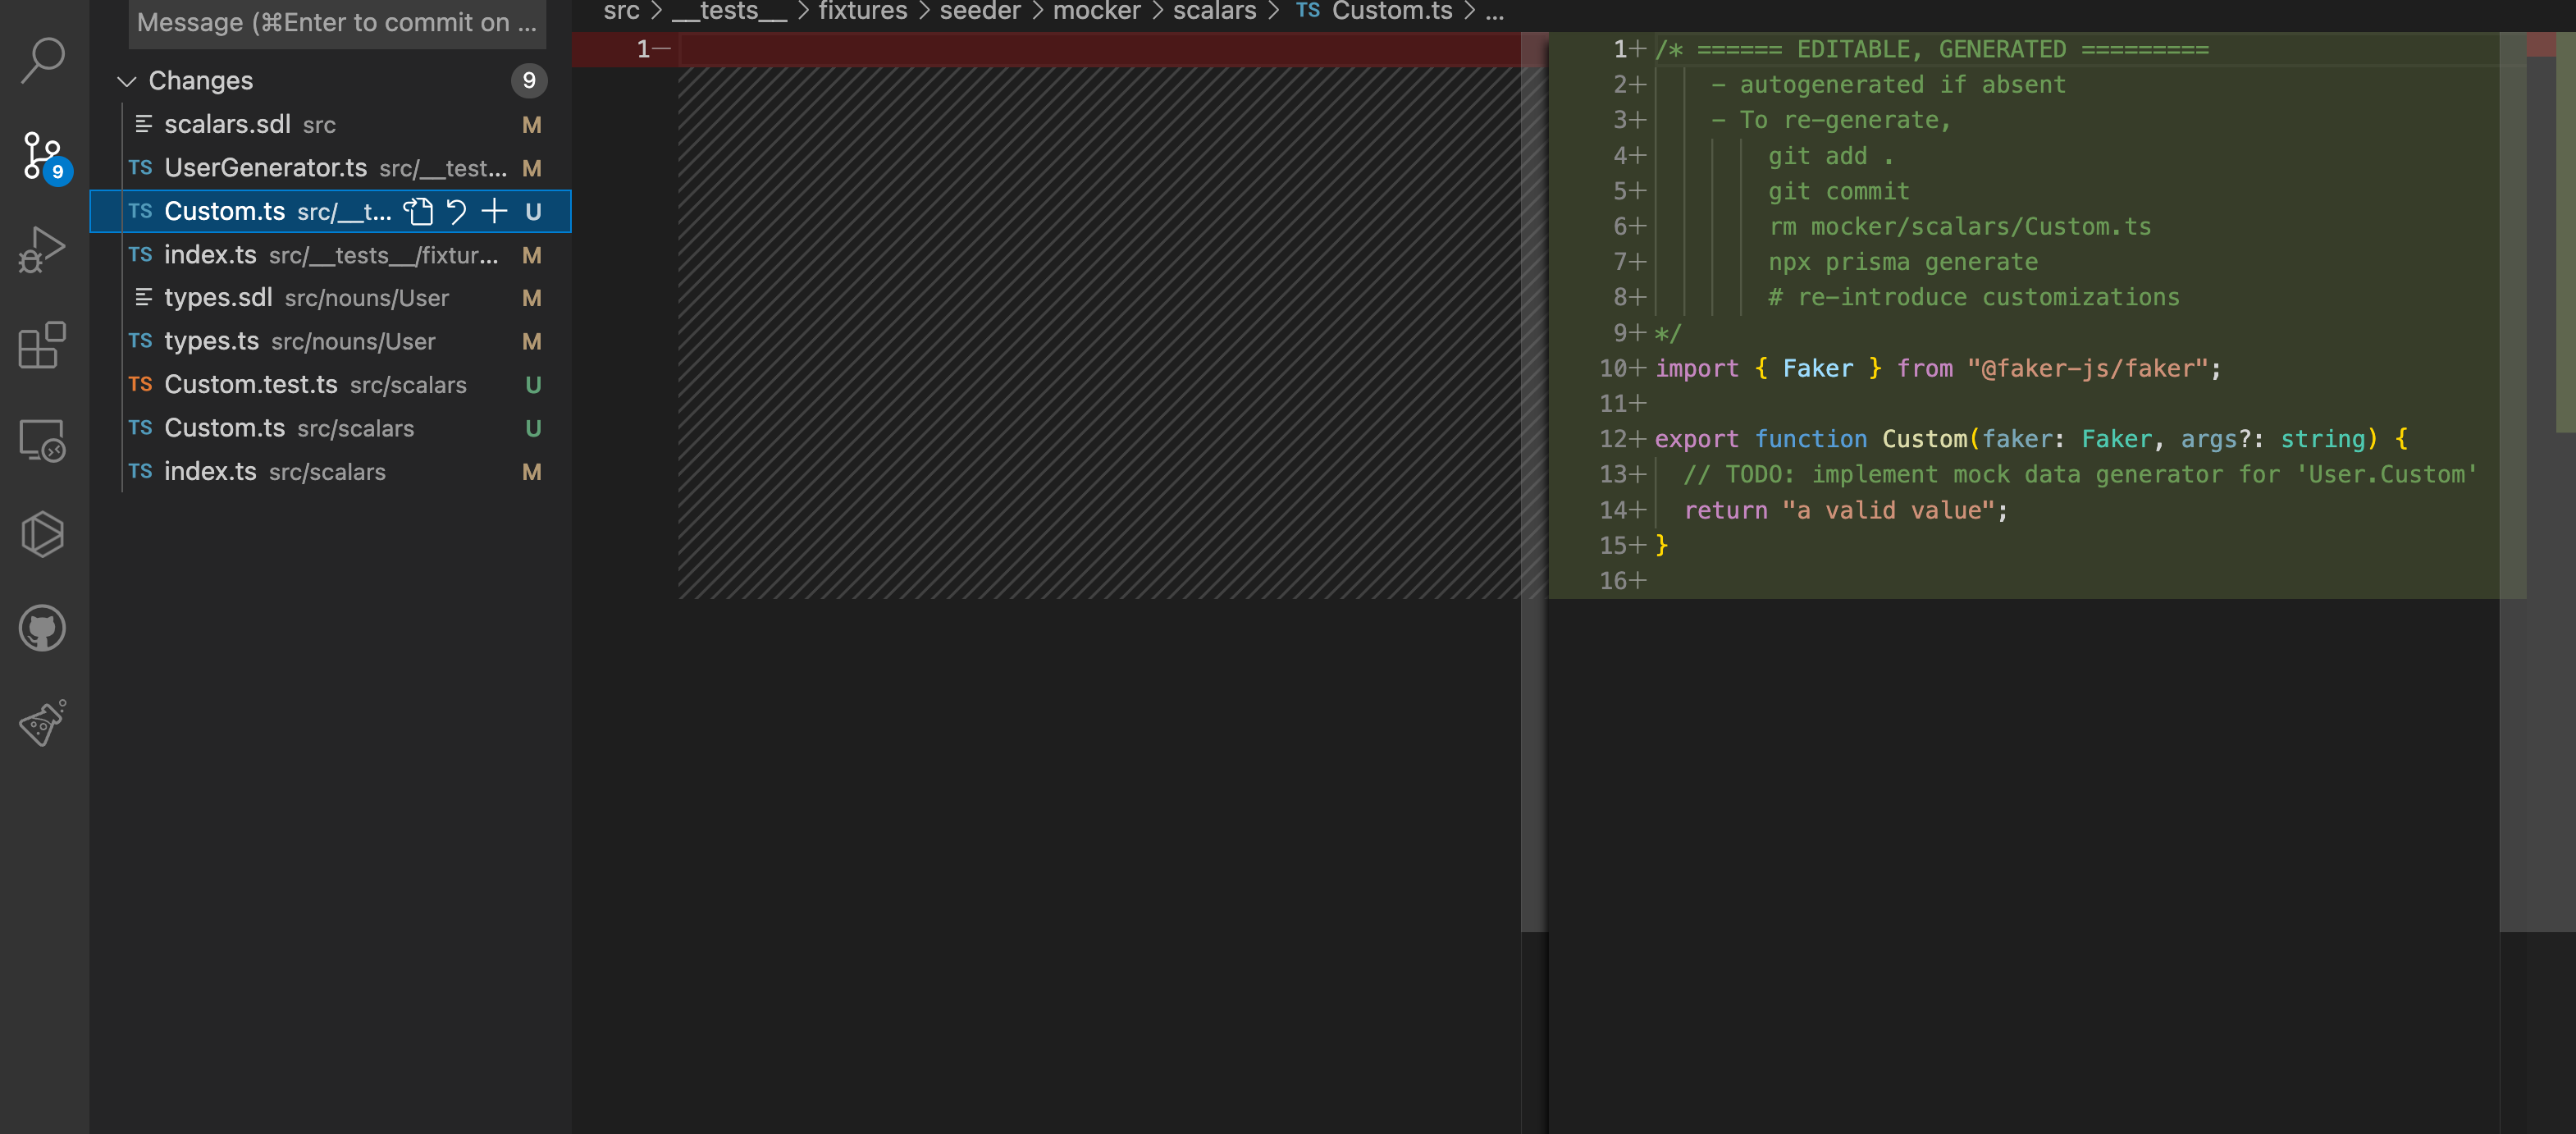 Message (⌘Enter to commit on ...
Changes 9
scalars.sdl src M
TS UserGenerator.ts src/__test... M
TS Custom.ts src/__t... U
TS index.ts src/__tests__/fixtur... M
types.sdl src/nouns/User M
TS types.ts src/nouns/User M
TS Custom.test.ts src/scalars U
TS Custom.ts src/scalars U
TS index.ts src/scalars M
9
src > __tests__ > fixtures > seeder > mocker > scalars > TS Custom.ts > ...
1—
1+ /* ====== EDITABLE, GENERATED =========
2+ - autogenerated if absent
3+ - To re-generate,
4+ git add .
5+ git commit
6+ rm mocker/scalars/Custom.ts
7+ npx prisma generate
8+ # re-introduce customizations
9+ */
10+ import { Faker } from "@faker-js/faker";
11+
12+ export function Custom(faker: Faker, args?: string) {
13+ // TODO: implement mock data generator for 'User.Custom'
14+ return "a valid value";
15+ }
16+